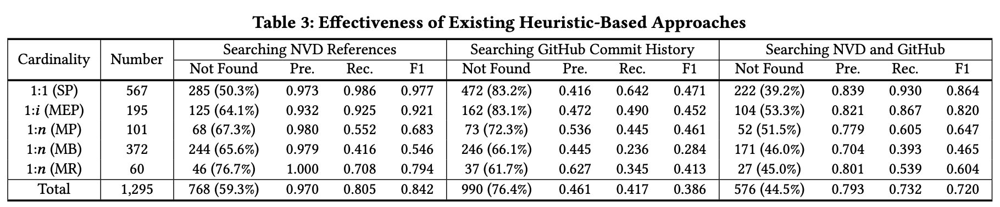 Table 3: Effectiveness of Existing Heuristic-Based Approaches
Cardinality Number Searching NVD References Searching GitHub Commit History Searching NVD and GitHub
Not Found Pre. Rec. F1 Not Found Pre. Rec. F1 Not Found Pre. Rec. F1
1:1 (SP) 567 285 (50.3%) 0.973 0.986 0.977 472 (83.2%) 0.416 0.642 0.471 222 (39.2%) 0.839 0.930 0.864
1:i (MEP) 195 125 (64.1%) 0.932 0.925 0.921 162 (83.1%) 0.472 0.490 0.452 104 (53.3%) 0.821 0.867 0.820
1:n (MP) 101 68 (67.3%) 0.980 0.552 0.683 73 (72.3%) 0.536 0.445 0.461 52 (51.5%) 0.779 0.605 0.647
1:n (MB) 372 244 (65.6%) 0.979 0.416 0.546 246 (66.1%) 0.445 0.236 0.284 171 (46.0%) 0.704 0.393 0.465
1:n (MR) 60 46 (76.7%) 1.000 0.708 0.794 37 (61.7%) 0.627 0.345 0.413 27 (45.0%) 0.801 0.539 0.604
Total 1,295 768 (59.3%) 0.970 0.805 0.842 990 (76.4%) 0.461 0.417 0.386 576 (44.5%) 0.793 0.732 0.720